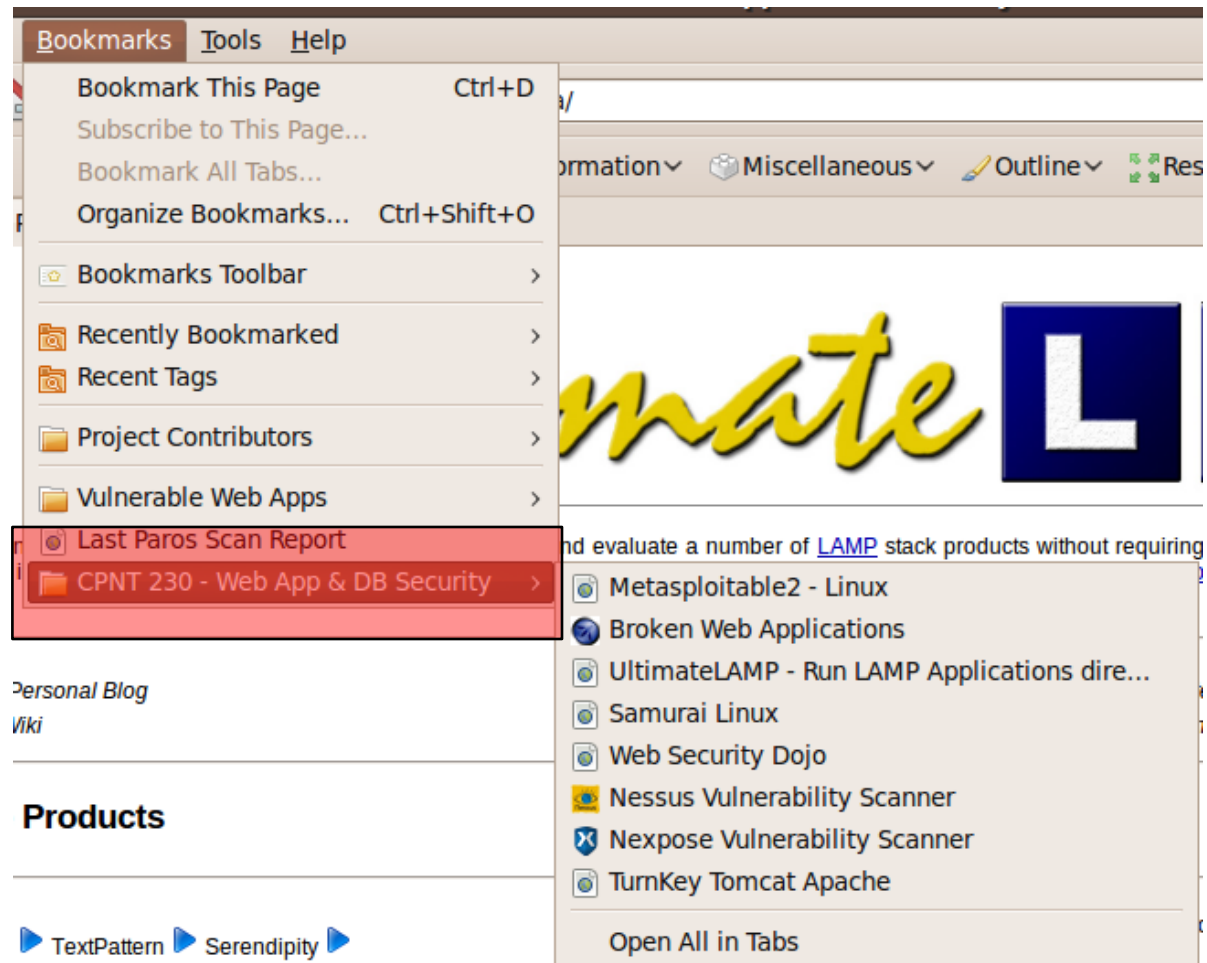 Bookmarks Tools Help
Bookmark This Page Ctrl+D
a/
Subscribe to This Page...
Bookmark All Tabs...
Miscellaneous Outline
Organize Bookmarks... Ctrl+Shift+O
Bookmarks Toolbar
Recently Bookmarked
Recent Tags
mate L
Project Contributors
Vulnerable Web Apps
Last Paros Scan Report
and evaluate a number of LAMP stack products without requiring
CPNT 230 - Web App & DB Security
Metasploitable2 - Linux
Broken Web Applications
UltimateLAMP - Run LAMP Applications dire...
Samurai Linux
Web Security Dojo
Nessus Vulnerability Scanner
Nexpose Vulnerability Scanner
TurnKey Tomcat Apache
Open All in Tabs
Personal Blog
Wiki
Products
TextPattern Serendipity